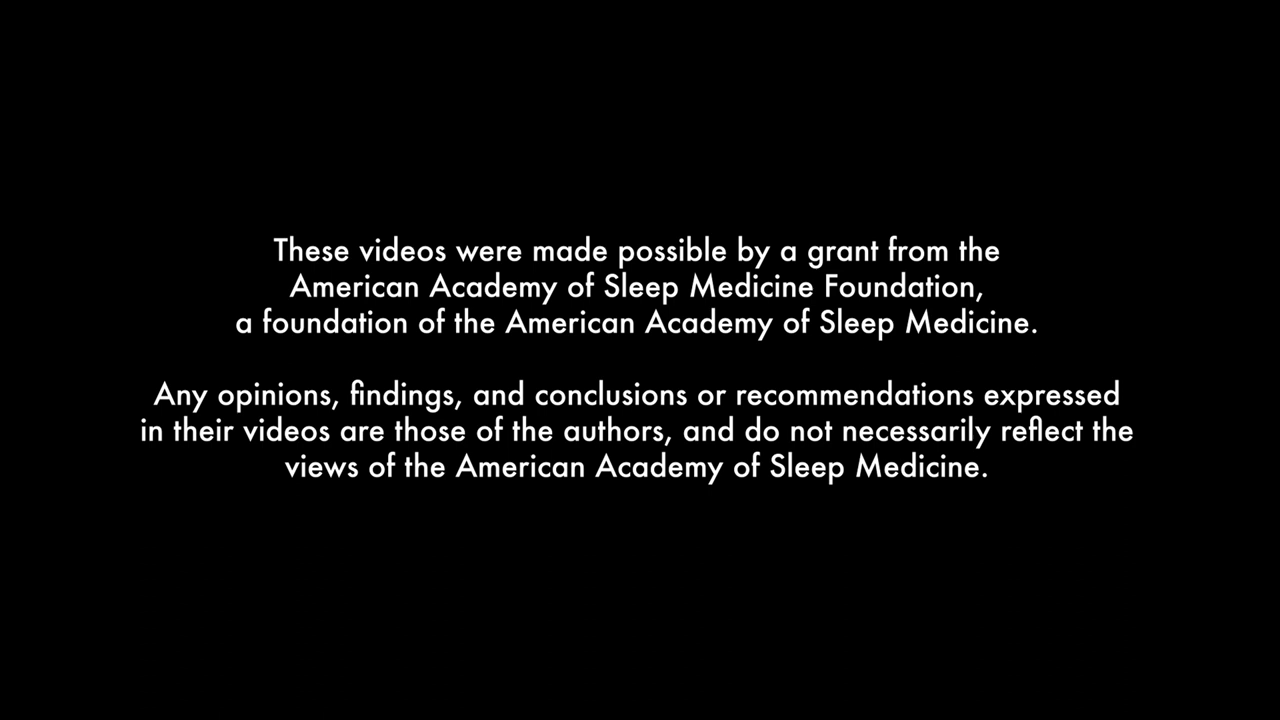 These videos were made possible by a grant from the
American Academy of Sleep Medicine Foundation,
a foundation of the American Academy of Sleep Medicine.
Any opinions, findings, and conclusions or recommendations expressed
in their videos are those of the authors, and do not necessarily reflect the
views of the American Academy of Sleep Medicine.